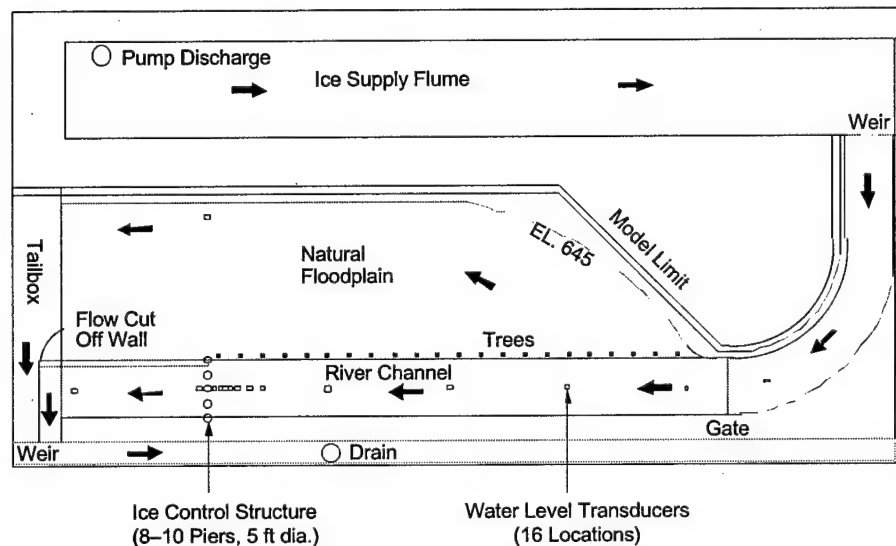 Pump Discharge
Ice Supply Flume
Weir
Tailbox
Natural
Floodplain
EL. 645
Model Limit
Flow Cut
Off Wall
Trees
River Channel
Gate
Weir
Drain
Ice Control Structure
(8–10 Piers, 5 ft dia.)
Water Level Transducers
(16 Locations)